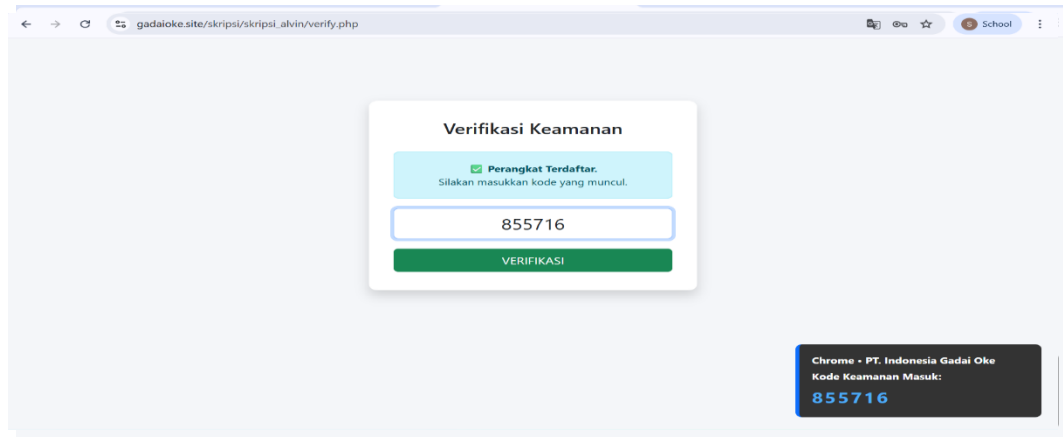 gadaioke.site/skripsi/skripsi_alvin/verify.php
S School
Verifikasi Keamanan
✅ Perangkat Terdaftar.
Silakan masukkan kode yang muncul.
855716
VERIFIKASI
Chrome • PT. Indonesia Gadai Oke
Kode Keamanan Masuk:
855716